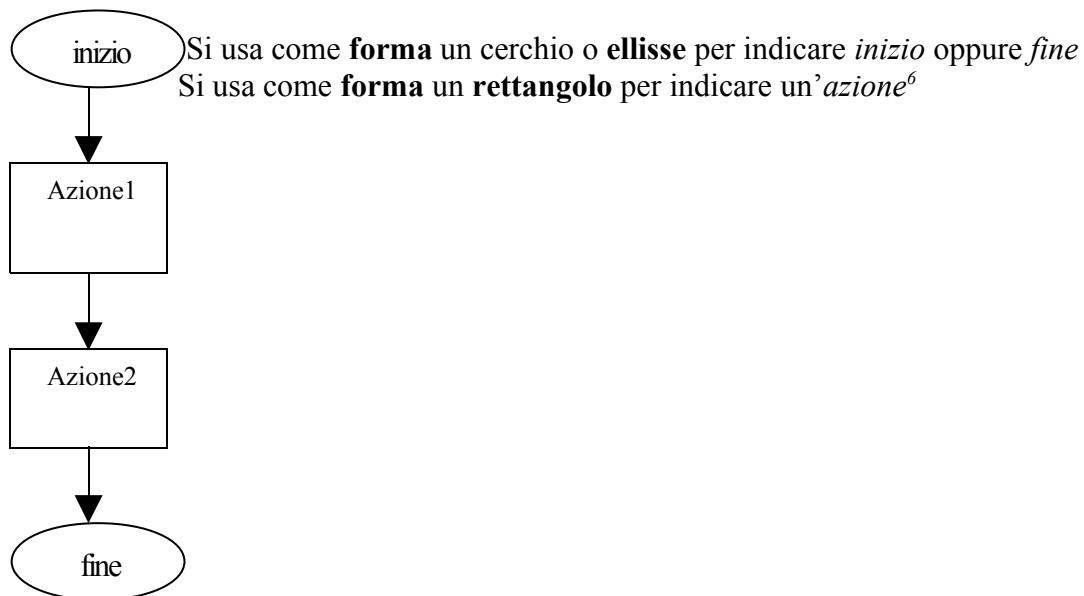 inizio Si usa come forma un cerchio o ellisse per indicare inizio oppure fine
Si usa come forma un rettangolo per indicare un’azione⁶
Azione1
Azione2
fine